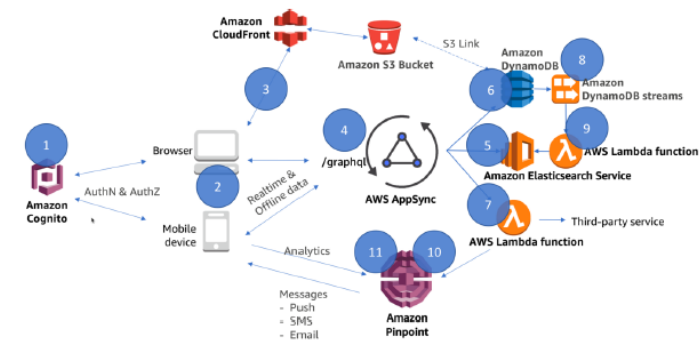 Amazon
CloudFront
Amazon S3 Bucket
S3 Link
Amazon
DynamoDB
8
Amazon
DynamoDB streams
3
6
1
Amazon
Cognito
AuthN & AuthZ
Browser
2
Mobile
device
4
/graphql
Realtime &
Offline data
AWS AppSync
9
AWS Lambda function
5
Amazon Elasticsearch Service
7
AWS Lambda function
Third-party service
Analytics
11
10
Amazon
Pinpoint
Messages
- Push
- SMS
- Email